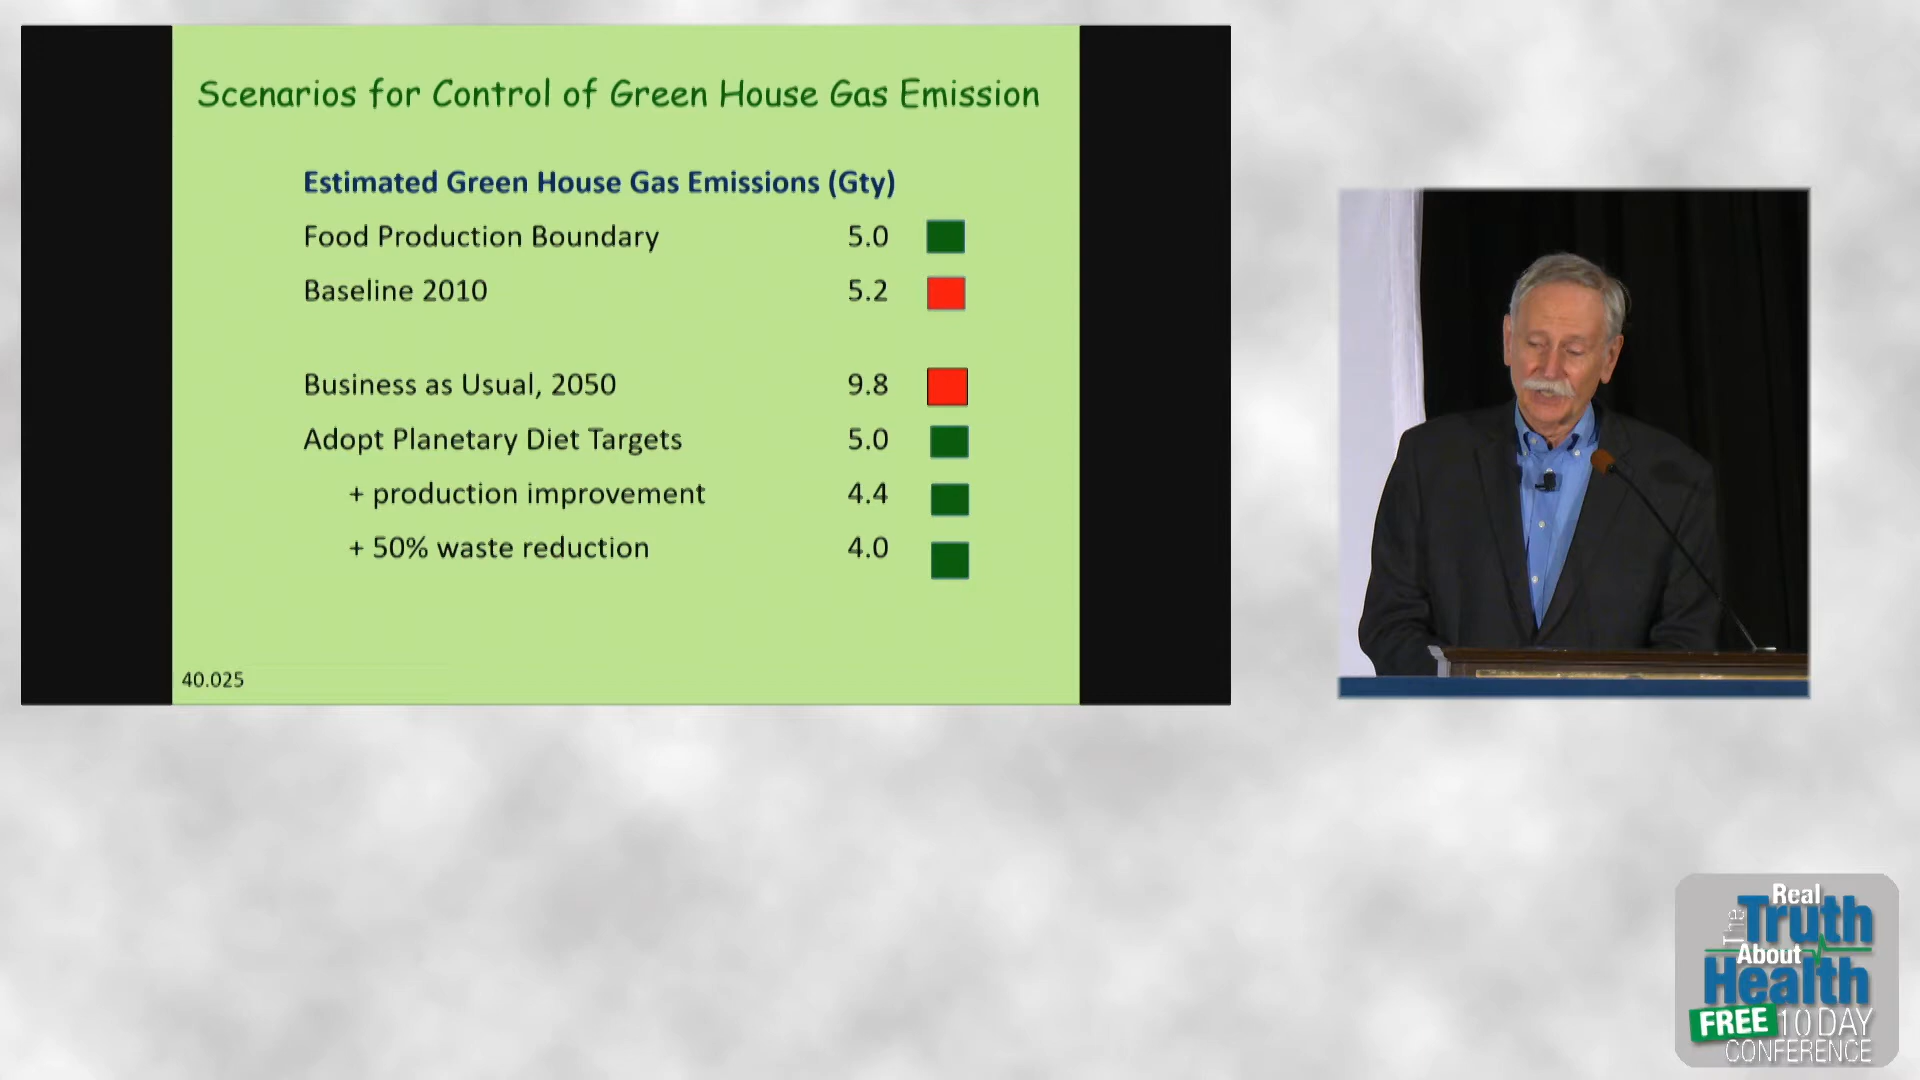 Scenarios for Control of Green House Gas Emission
Estimated Green House Gas Emissions (Gty)
Food Production Boundary 5.0
Baseline 2010 5.2
Business as Usual, 2050 9.8
Adopt Planetary Diet Targets 5.0
+ production improvement 4.4
+ 50% waste reduction 4.0
40.025
The Real
Truth
About
Health
FREE 10 DAY
CONFERENCE